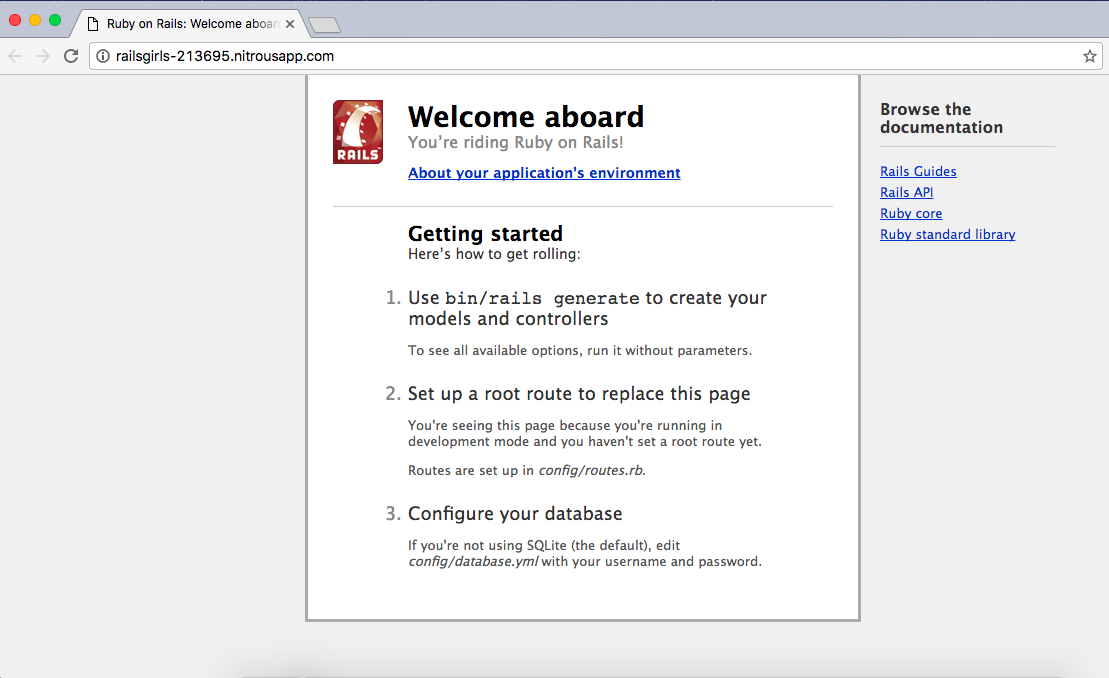 Ruby on Rails: Welcome aboar
railsgirls-213695.nitrousapp.com
RAILS
Welcome aboard
You’re riding Ruby on Rails!
About your application’s environment
Getting started
Here’s how to get rolling:
1. Use bin/rails generate to create your
models and controllers
To see all available options, run it without parameters.
2. Set up a root route to replace this page
You're seeing this page because you're running in
development mode and you haven't set a root route yet.
Routes are set up in config/routes.rb.
3. Configure your database
If you're not using SQLite (the default), edit
config/database.yml with your username and password.
Browse the
documentation
Rails Guides
Rails API
Ruby core
Ruby standard library